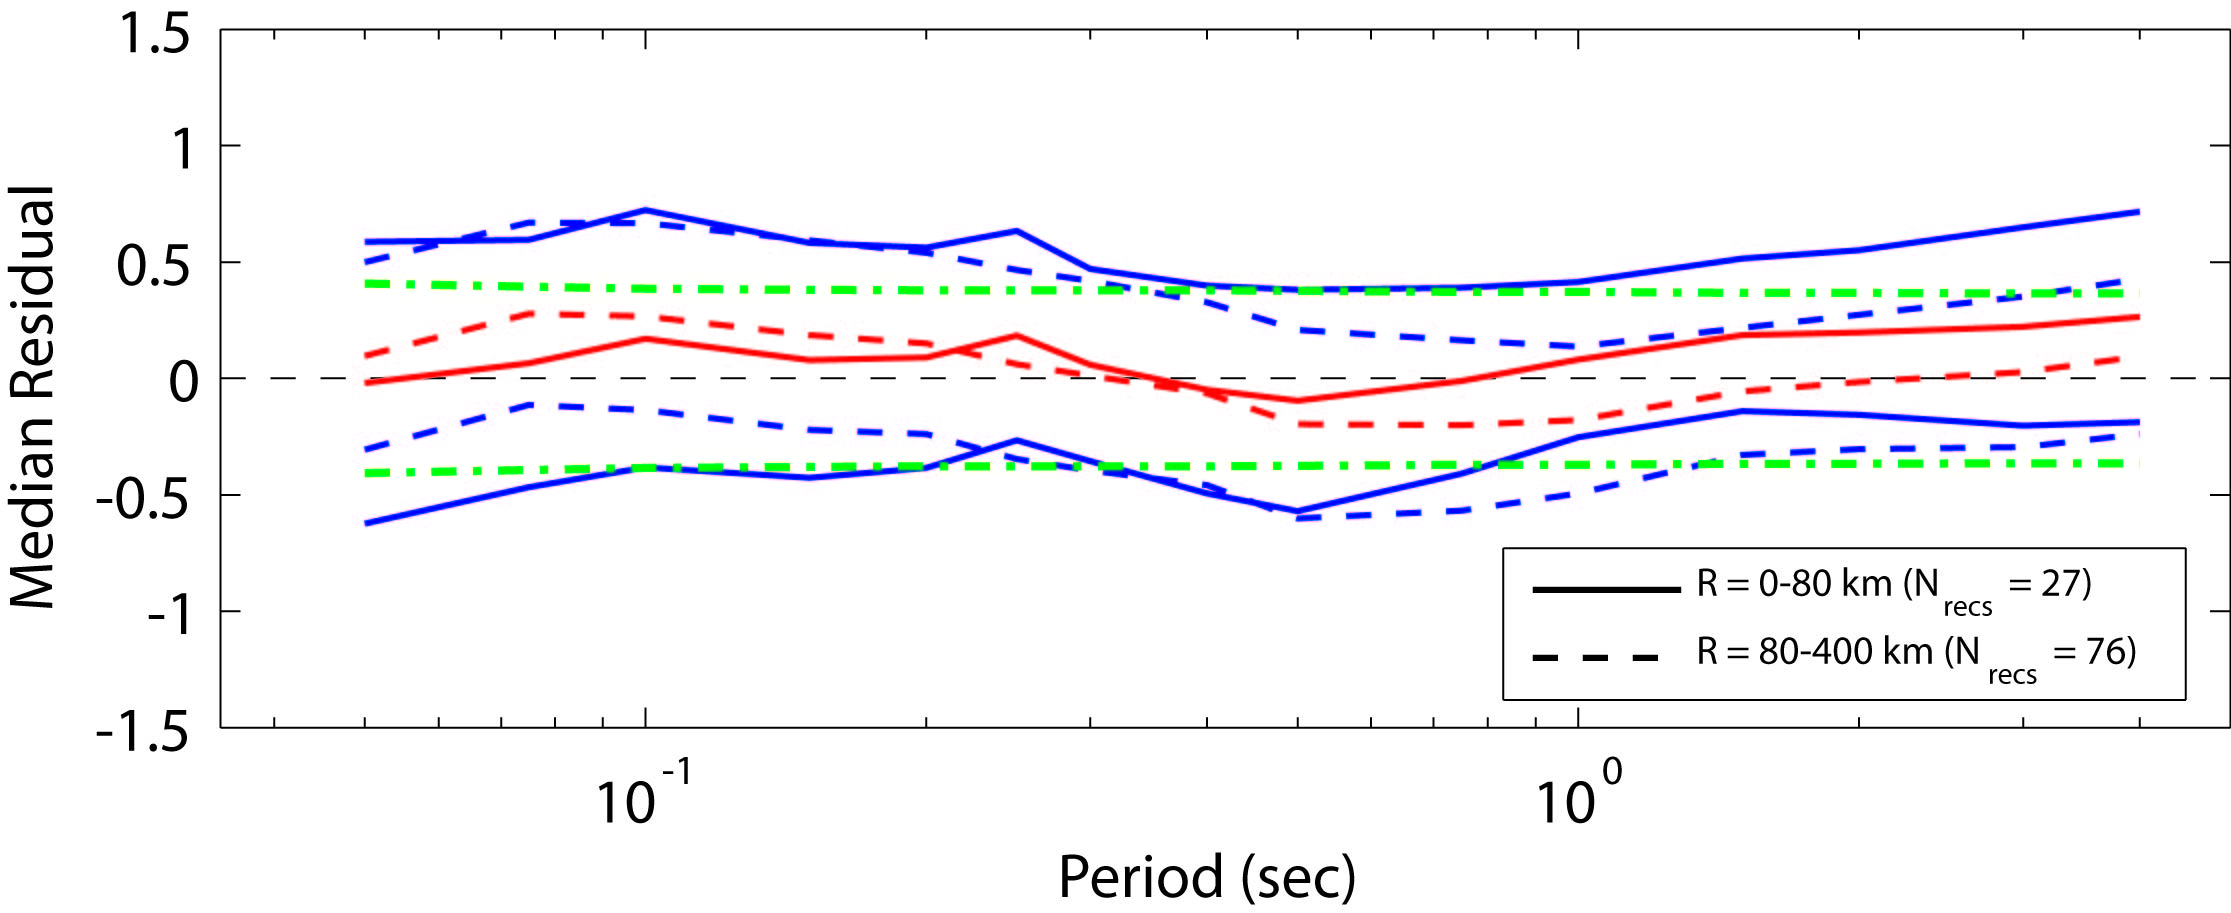 Median Residual
1.5
1
0.5
0
-0.5
-1
-1.5
R = 0-80 km (Nrecs = 27)
R = 80-400 km (Nrecs = 76)
10-1
100
Period (sec)